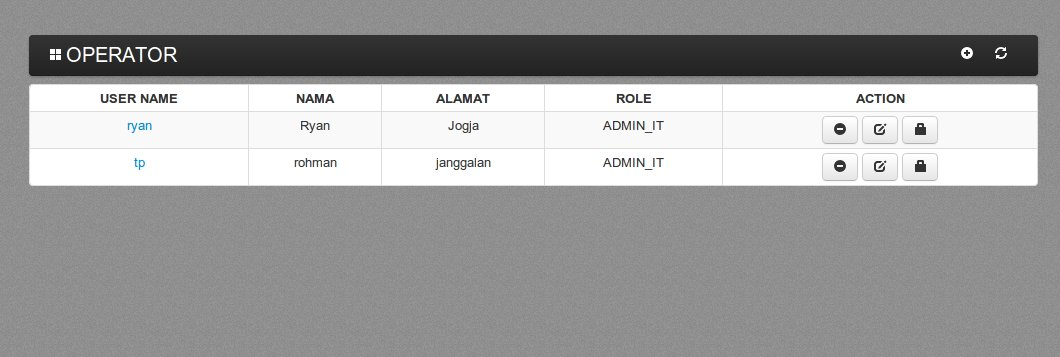 OPERATOR
USER NAME NAMA ALAMAT ROLE ACTION
ryan Ryan Jogja ADMIN_IT
tp rohman janggalan ADMIN_IT